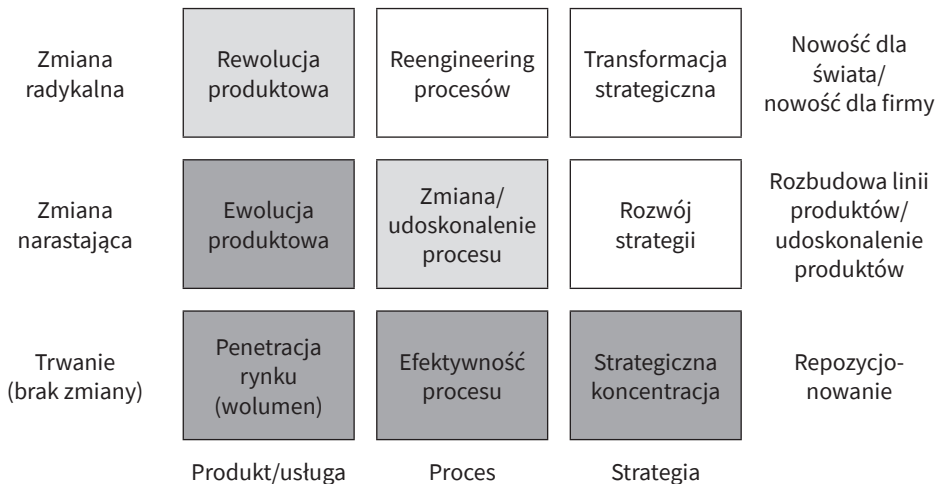 Zmiana
radykalna
Rewolucja
produktowa
Reengineering
procesów
Transformacja
strategiczna
Nowość dla
świata/
nowość dla firmy
Zmiana
narastająca
Ewolucja
produktowa
Zmiana/
udoskonalenie
procesu
Rozwój
strategii
Rozbudowa linii
produktów/
udoskonalenie
produktów
Trwanie
(brak zmiany)
Penetracja
rynku
(wolumen)
Efektywność
procesu
Strategiczna
koncentracja
Repozycjo-
nowanie
Produkt/usługa
Proces
Strategia